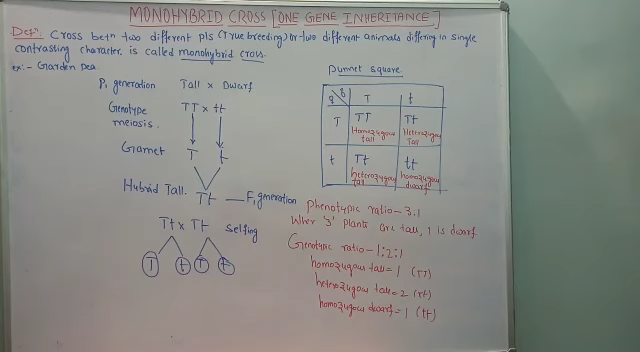 MONOHYBRID CROSS [ONE GENE INHERITANCE]
Defn. Cross betn two different pls (True breeding) or two different animals differing in single
contrasting character is called monohybrid cross.
ex:- Garden Pea
P1 generation Tall x Dwarf
Genotype TT x tt
meiosis.
Gamet T t
Hybrid Tall. Tt — F1 generation
Tt x Tt selfing
T t T t
Punnet square
T t
T TT Tt
Homozygous tall Heterozygous Tall
t Tt tt
heterozygous tall homozygous dwarf
Phenotypic ratio - 3:1
Wher '3' plants are tall, 1 is dwarf.
Genotypic ratio - 1:2:1
homozygous tall = 1 (TT)
heterozygous tall = 2 (Tt)
homozygous dwarf = 1 (tt)